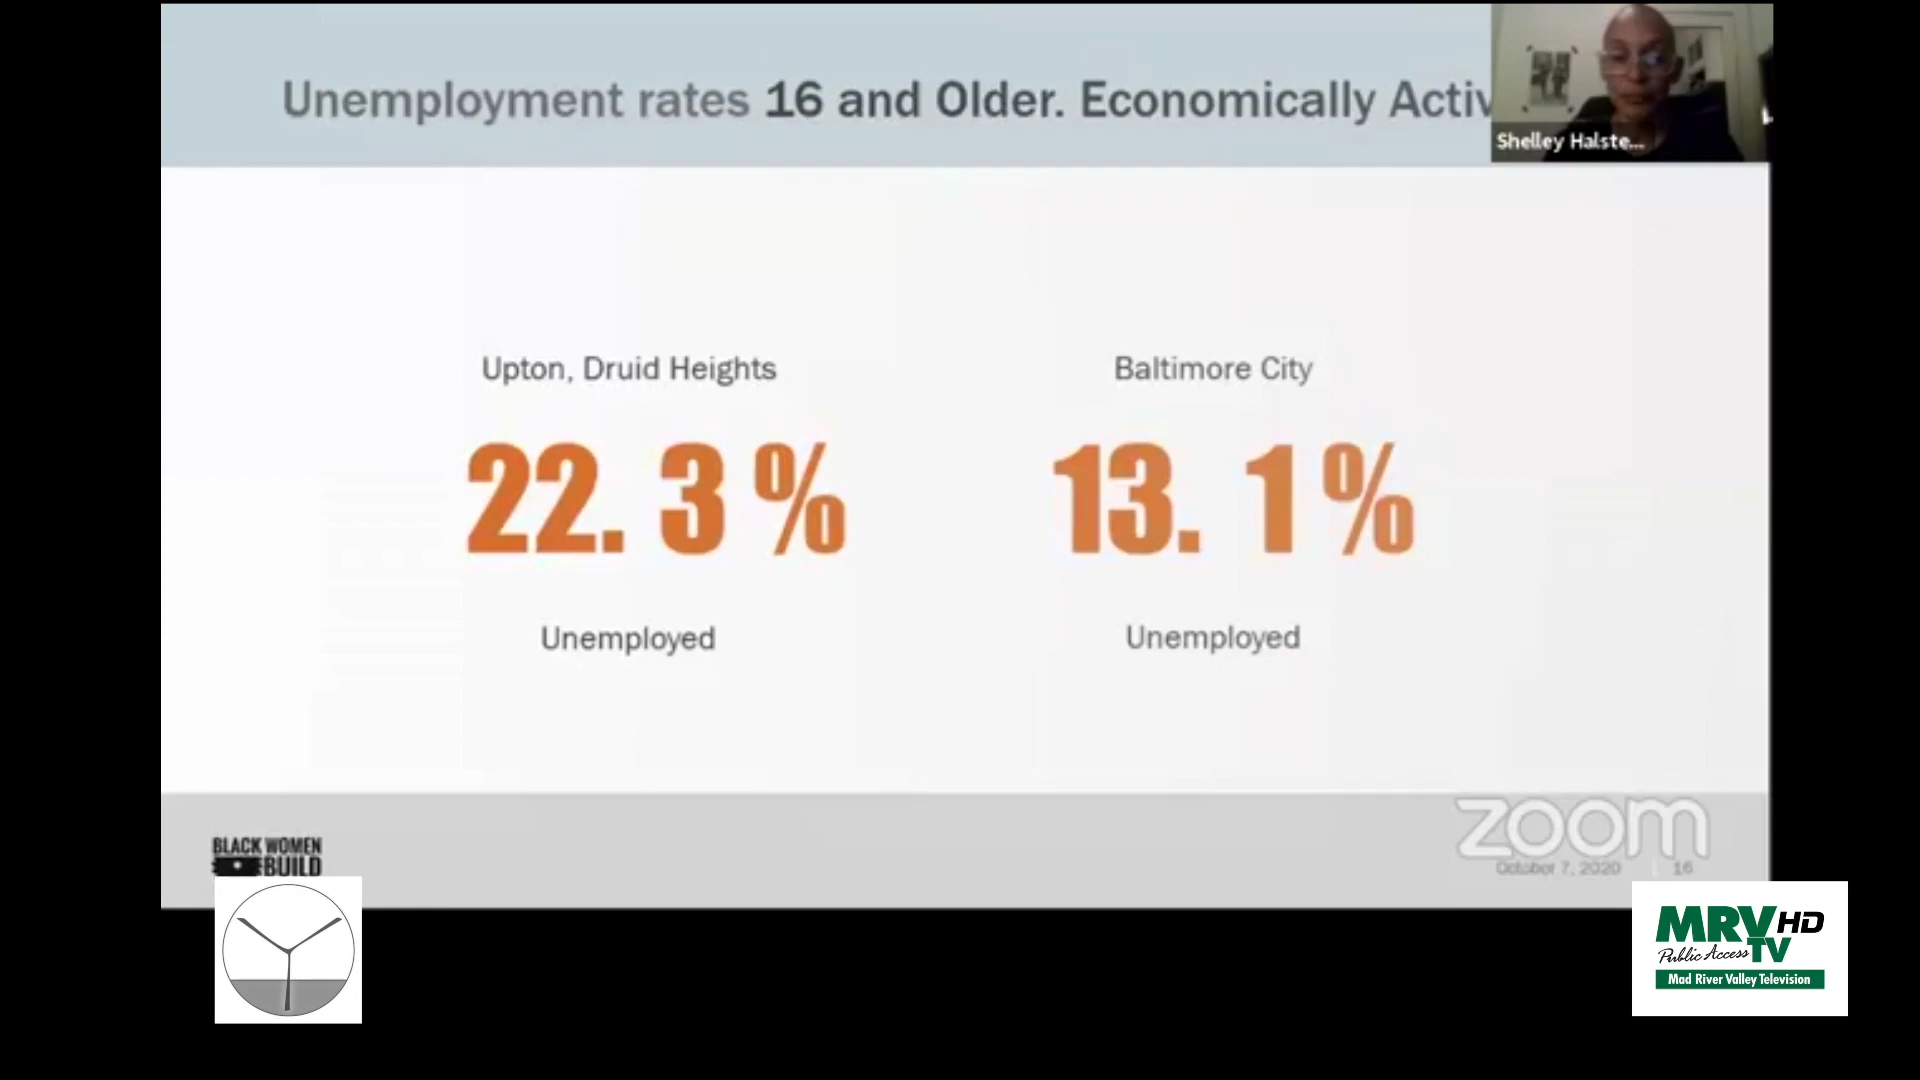 Unemployment rates 16 and Older. Economically Activ
Shelley Halste...
Upton, Druid Heights
Baltimore City
22. 3 %
13. 1 %
Unemployed
Unemployed
BLACK WOMEN
BUILD
zoom
October 7, 2020 16
MRV HD
Public Access TV
Mad River Valley Television